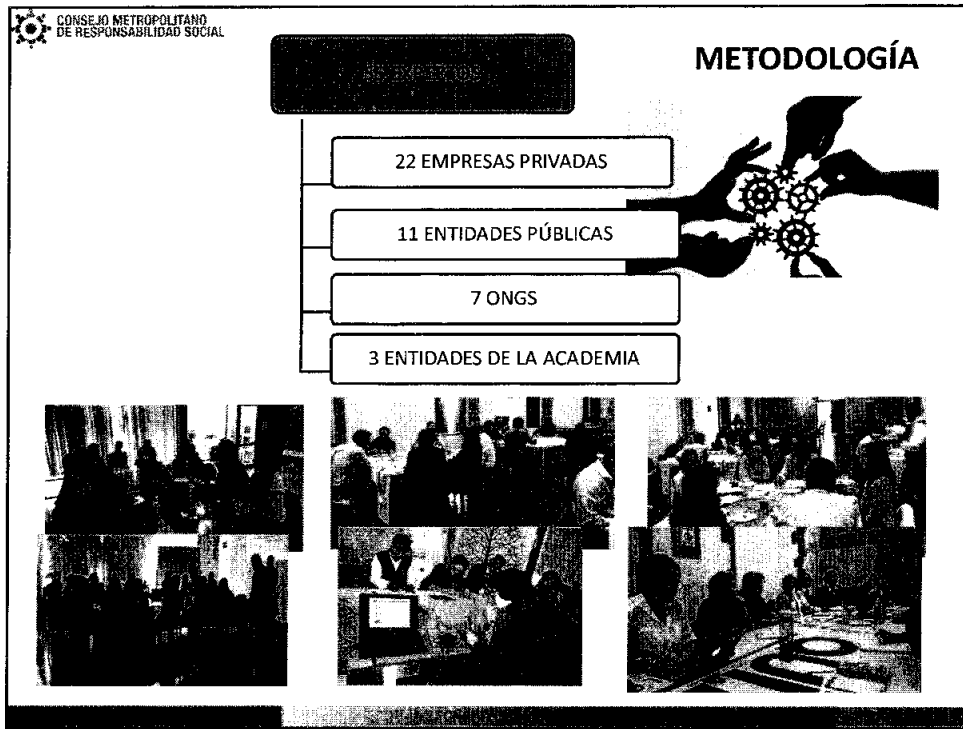 CONSEJO METROPOLITANO
DE RESPONSABILIDAD SOCIAL
METODOLOGÍA
22 EMPRESAS PRIVADAS
11 ENTIDADES PÚBLICAS
7 ONGS
3 ENTIDADES DE LA ACADEMIA